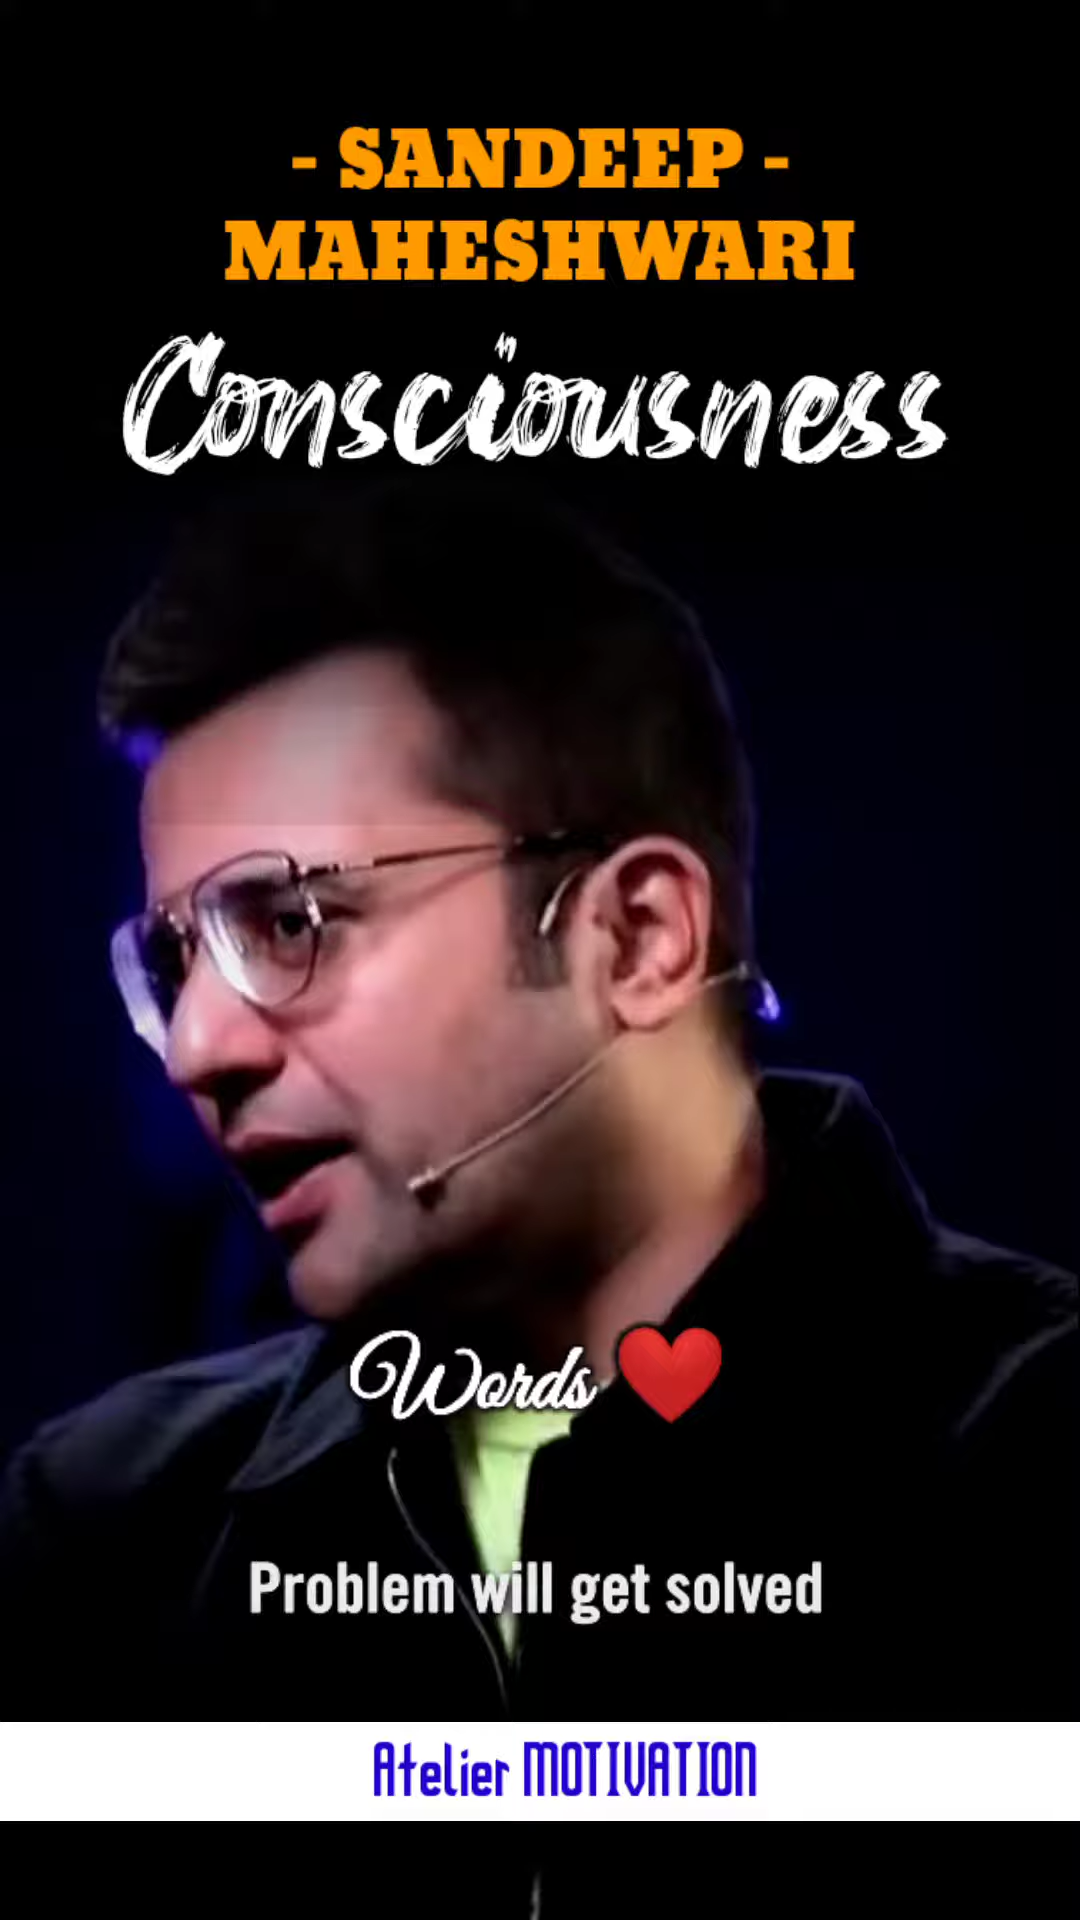 - SANDEEP -
MAHESHWARI
Consciousness
Words ❤️
Problem will get solved
Atelier MOTIVATION